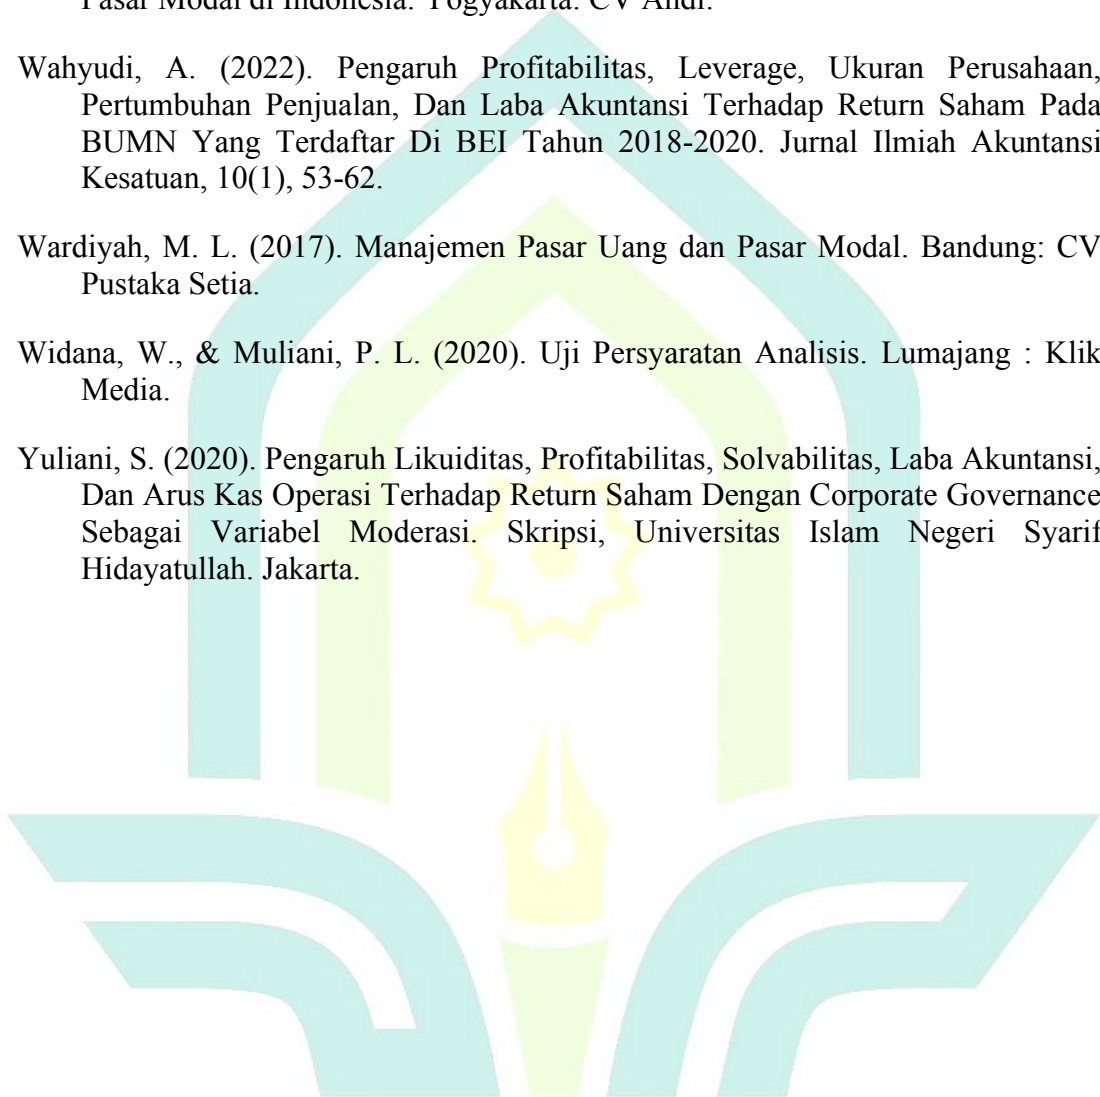 Pasar Modal di Indonesia. Yogyakarta: CV Andi.
Wahyudi, A. (2022). Pengaruh Profitabilitas, Leverage, Ukuran Perusahaan,
Pertumbuhan Penjualan, Dan Laba Akuntansi Terhadap Return Saham Pada
BUMN Yang Terdaftar Di BEI Tahun 2018-2020. Jurnal Ilmiah Akuntansi
Kesatuan, 10(1), 53-62.
Wardiyah, M. L. (2017). Manajemen Pasar Uang dan Pasar Modal. Bandung: CV
Pustaka Setia.
Widana, W., & Muliani, P. L. (2020). Uji Persyaratan Analisis. Lumajang : Klik
Media.
Yuliani, S. (2020). Pengaruh Likuiditas, Profitabilitas, Solvabilitas, Laba Akuntansi,
Dan Arus Kas Operasi Terhadap Return Saham Dengan Corporate Governance
Sebagai Variabel Moderasi. Skripsi, Universitas Islam Negeri Syarif
Hidayatullah. Jakarta.